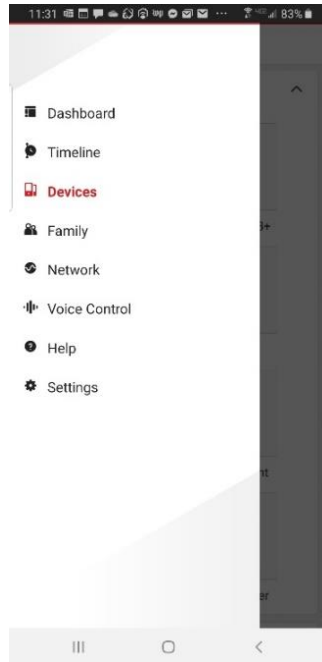 11:31 ... 83%
Dashboard
Timeline
Devices
Family
Network
Voice Control
Help
Settings